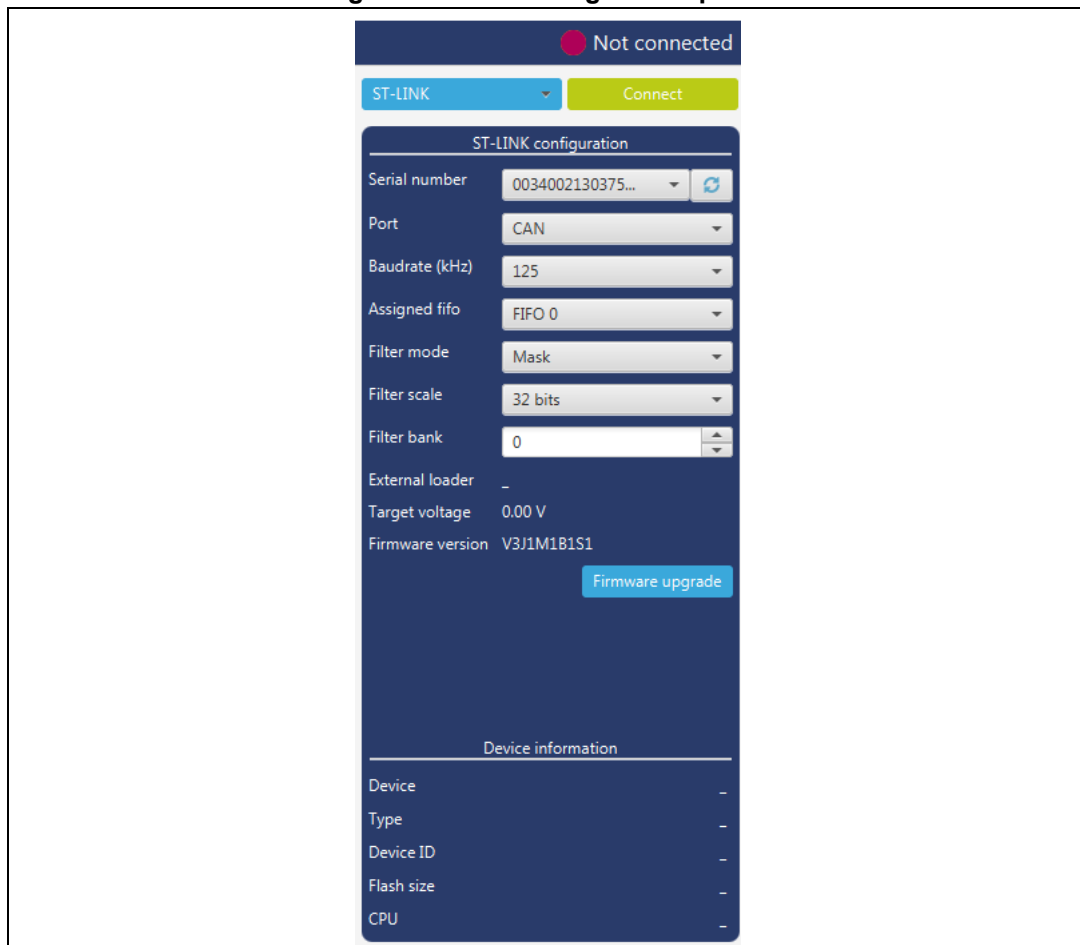 Not connected
ST-LINK Connect
ST-LINK configuration
Serial number 0034002130375...
Port CAN
Baudrate (kHz) 125
Assigned fifo FIFO 0
Filter mode Mask
Filter scale 32 bits
Filter bank 0
External loader _
Target voltage 0.00 V
Firmware version V3J1M1B1S1
Firmware upgrade
Device information
Device _
Type _
Device ID _
Flash size _
CPU _